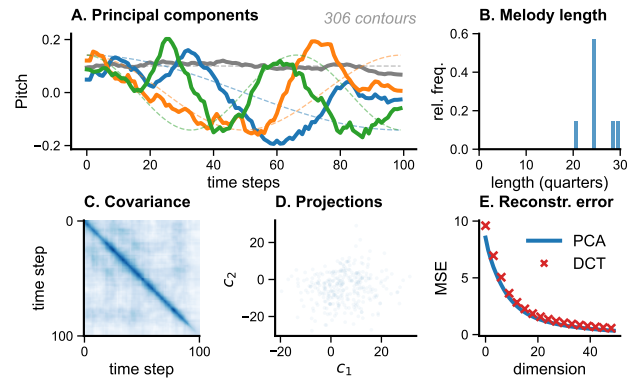 A. Principal components
306 contours
B. Melody length
0.2
0.0
−0.2
Pitch
0 20 40 60 80 100
time steps
0.6
0.4
0.2
0.0
rel. freq.
0 10 20 30
length (quarters)
C. Covariance
D. Projections
E. Reconstr. error
0
100
time step
0 100
time step
20
0
−20
c₂
−20 0 20
c₁
10
5
0
MSE
PCA
DCT
0 20 40
dimension